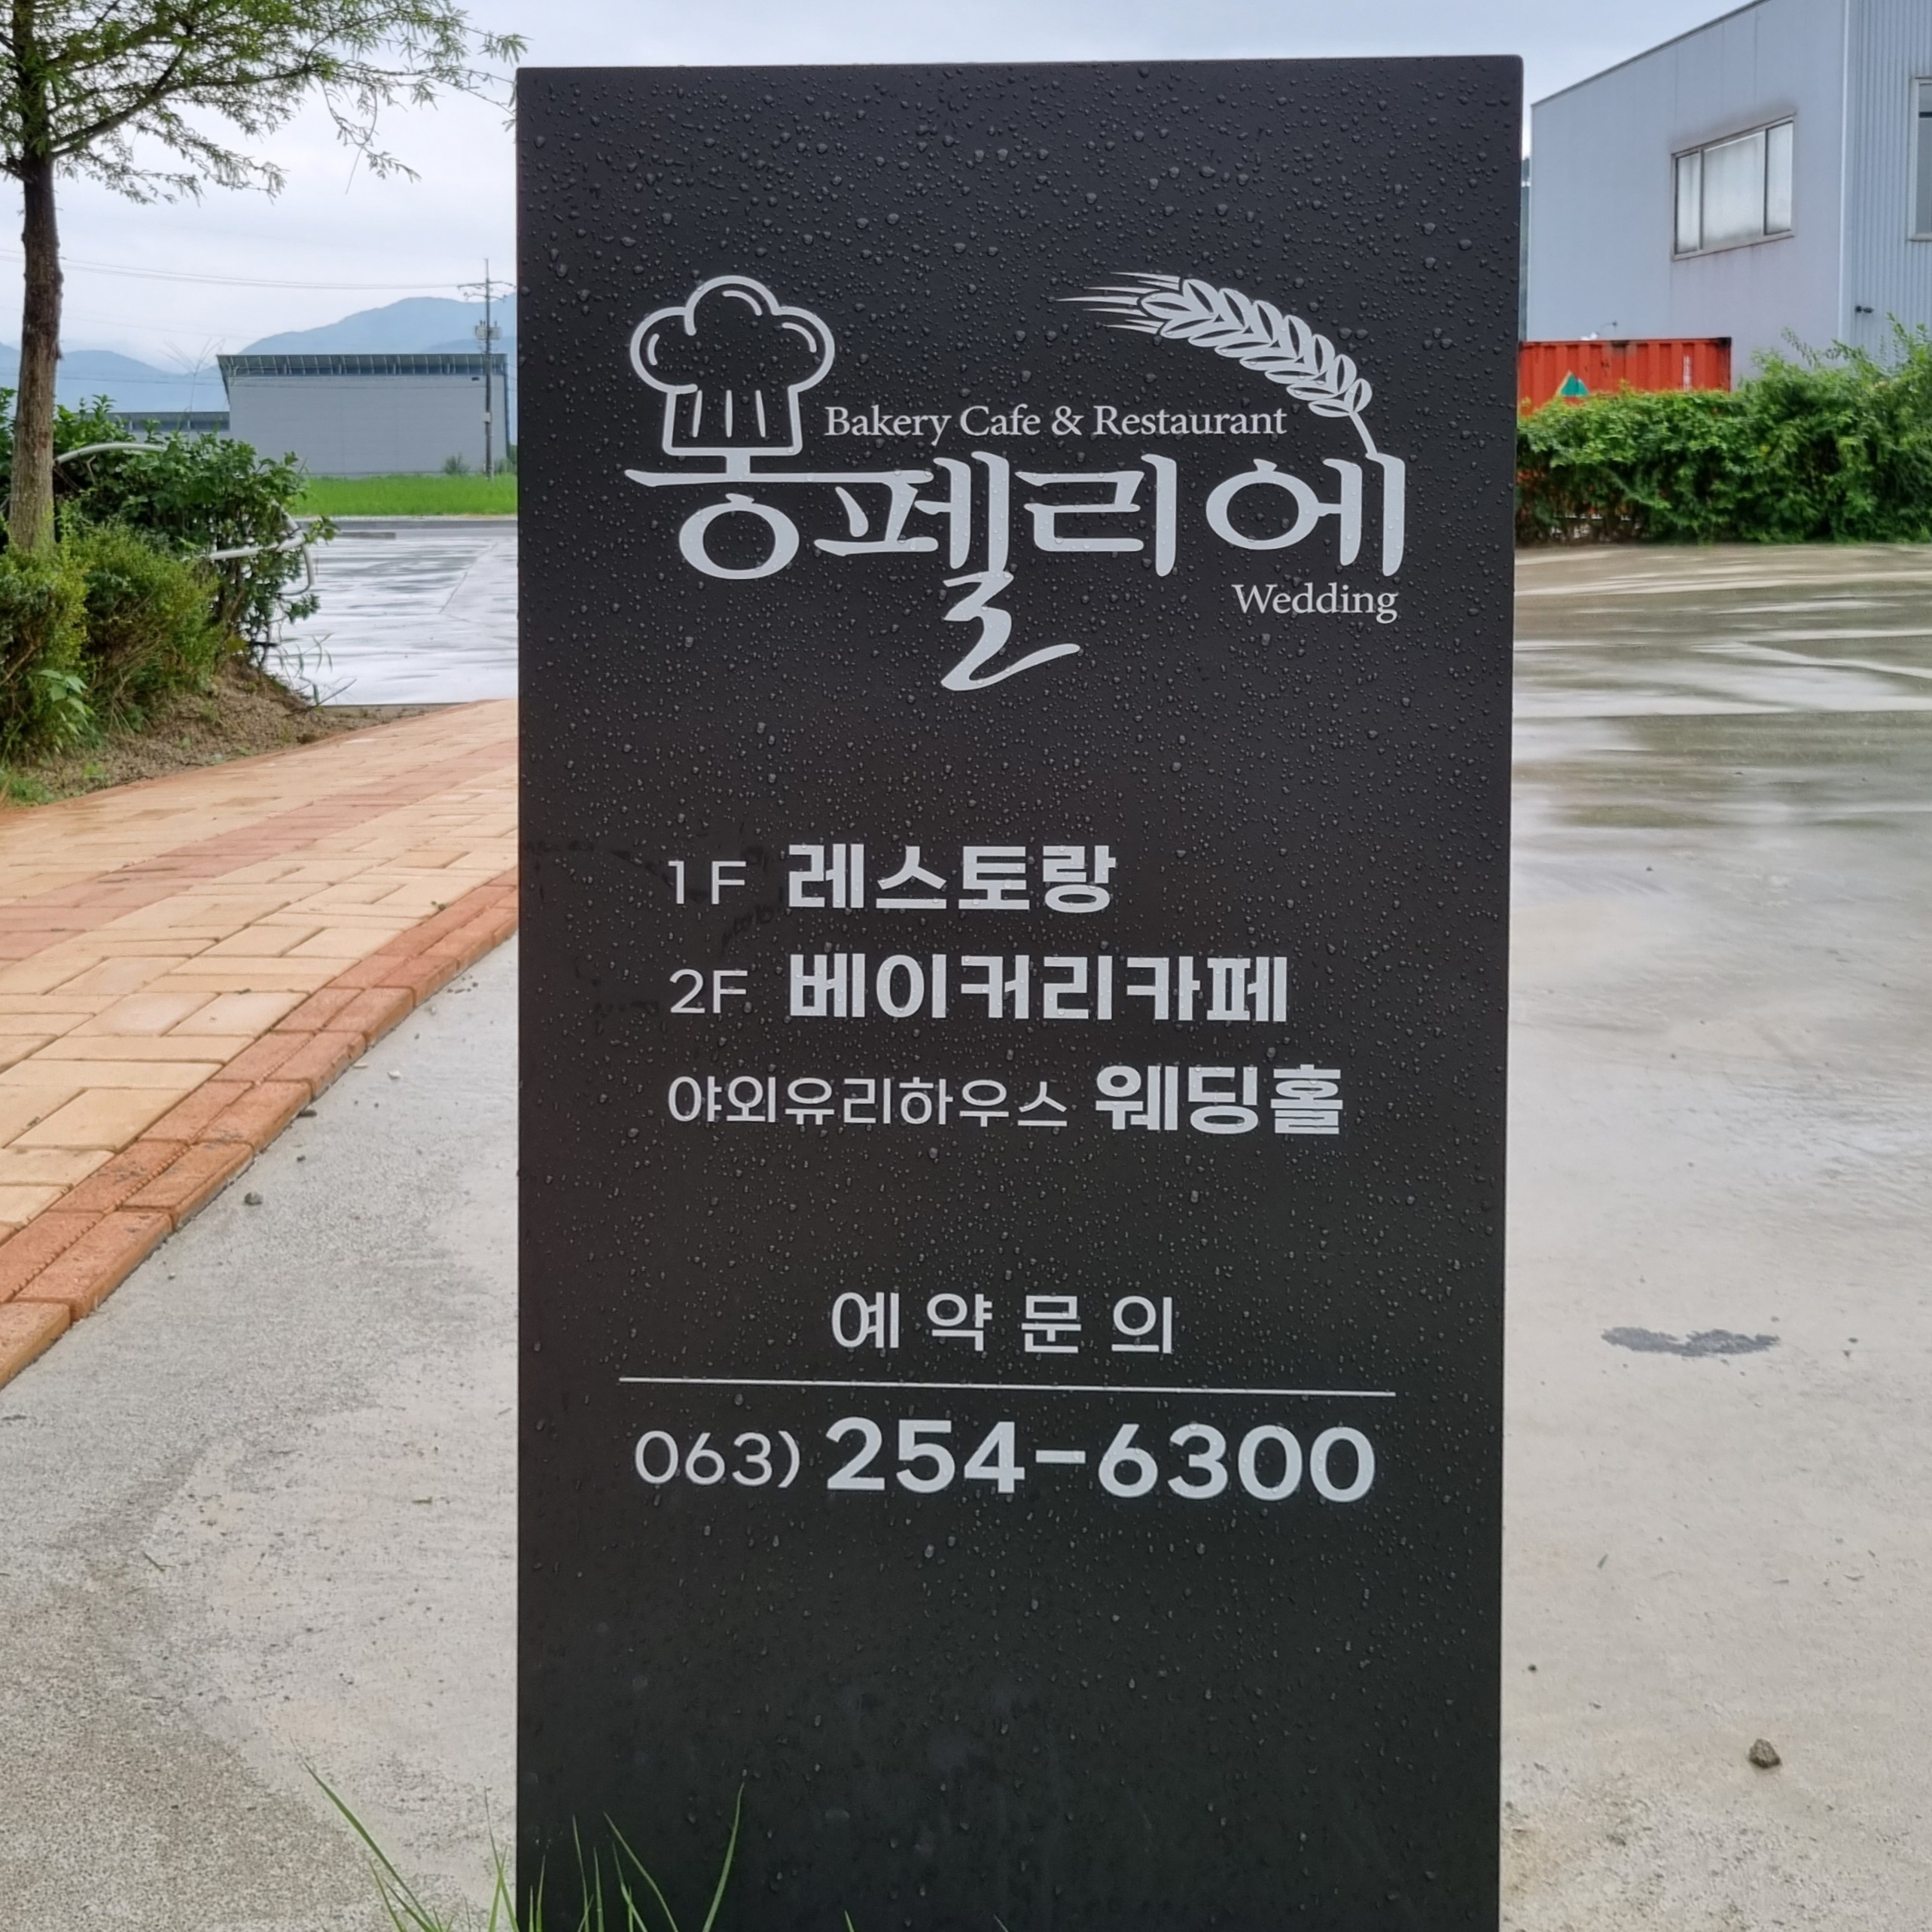 Bakery Cafe & Restaurant
몽펠리에
Wedding
1F 레스토랑
2F 베이커리카페
야외유리하우스 웨딩홀
예약문의
063) 254-6300